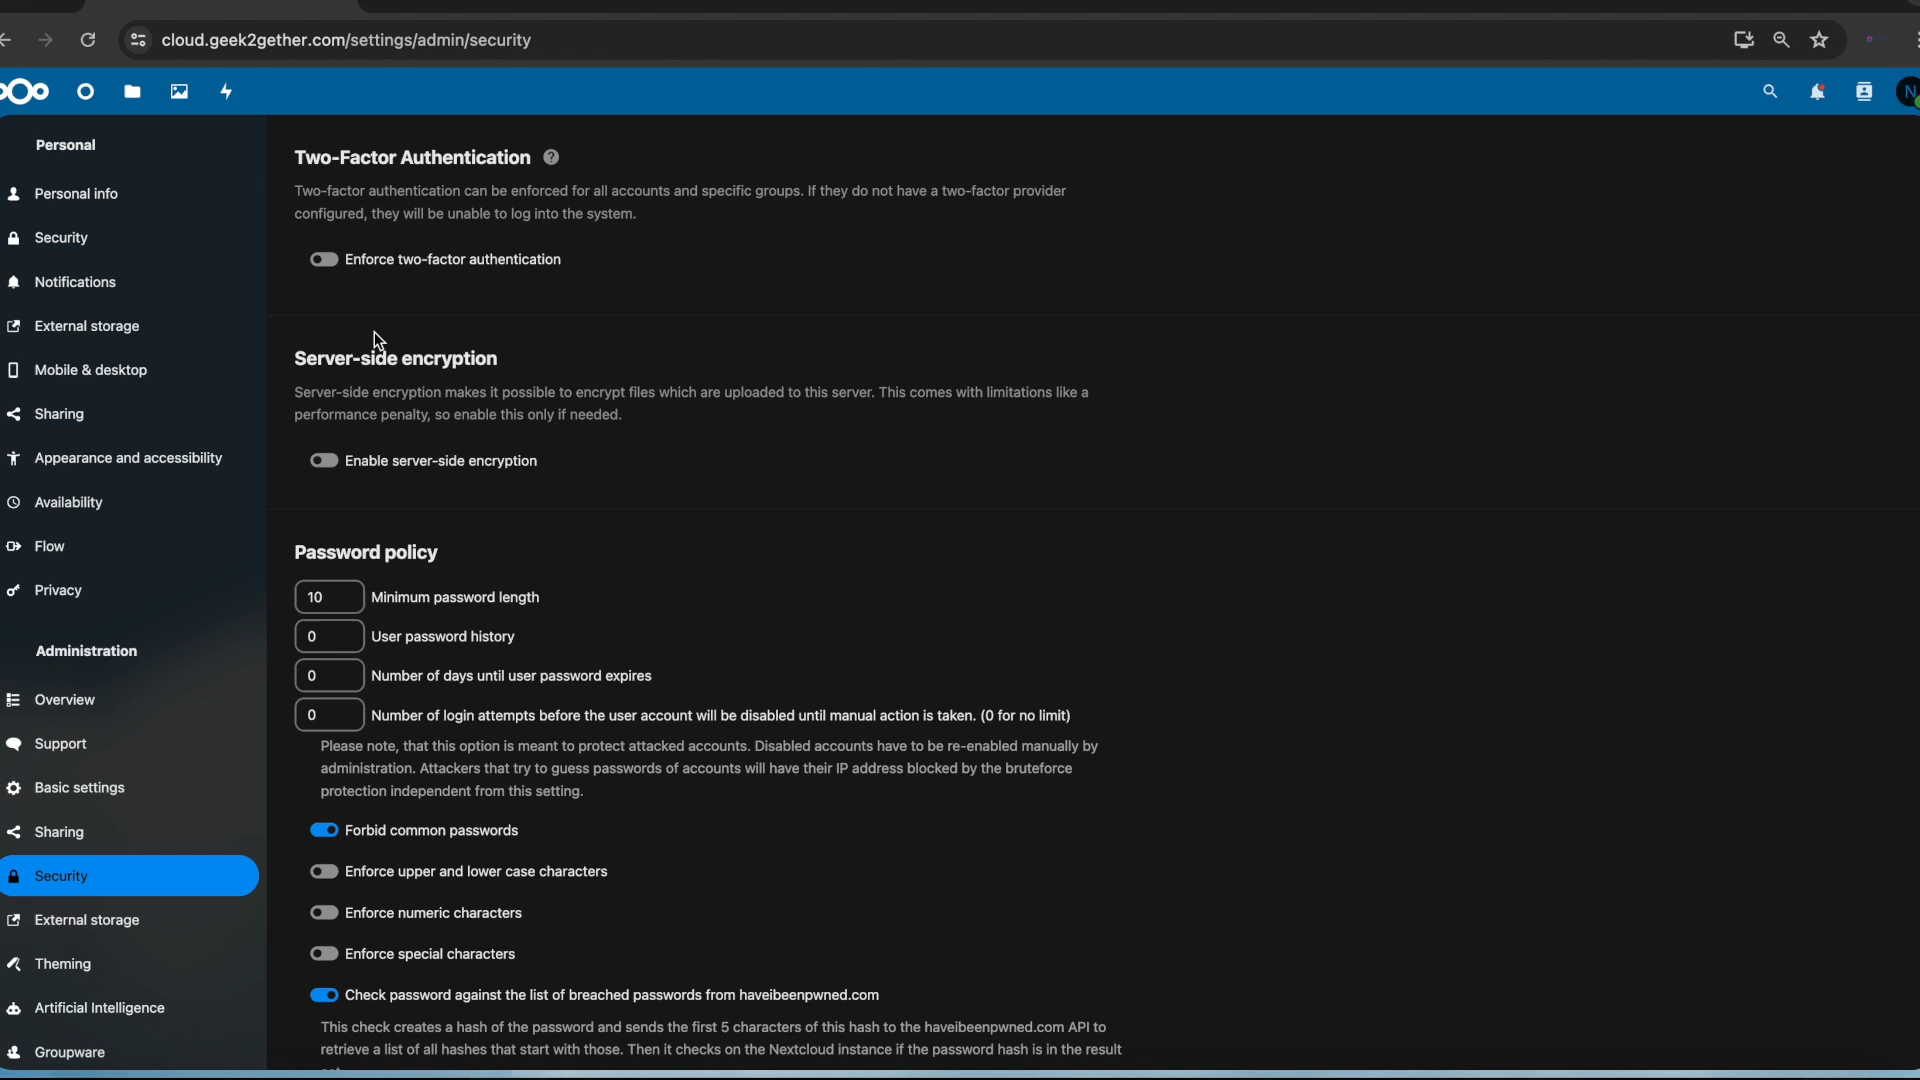 cloud.geek2gether.com/settings/admin/security
N
Personal
Personal info
Security
Notifications
External storage
Mobile & desktop
Sharing
Appearance and accessibility
Availability
Flow
Privacy
Administration
Overview
Support
Basic settings
Sharing
Security
External storage
Theming
Artificial Intelligence
Groupware
Two-Factor Authentication ?
Two-factor authentication can be enforced for all accounts and specific groups. If they do not have a two-factor provider
configured, they will be unable to log into the system.
Enforce two-factor authentication
Server-side encryption
Server-side encryption makes it possible to encrypt files which are uploaded to this server. This comes with limitations like a
performance penalty, so enable this only if needed.
Enable server-side encryption
Password policy
10 Minimum password length
0 User password history
0 Number of days until user password expires
0 Number of login attempts before the user account will be disabled until manual action is taken. (0 for no limit)
Please note, that this option is meant to protect attacked accounts. Disabled accounts have to be re-enabled manually by
administration. Attackers that try to guess passwords of accounts will have their IP address blocked by the bruteforce
protection independent from this setting.
Forbid common passwords
Enforce upper and lower case characters
Enforce numeric characters
Enforce special characters
Check password against the list of breached passwords from haveibeenpwned.com
This check creates a hash of the password and sends the first 5 characters of this hash to the haveibeenpwned.com API to
retrieve a list of all hashes that start with those. Then it checks on the Nextcloud instance if the password hash is in the result